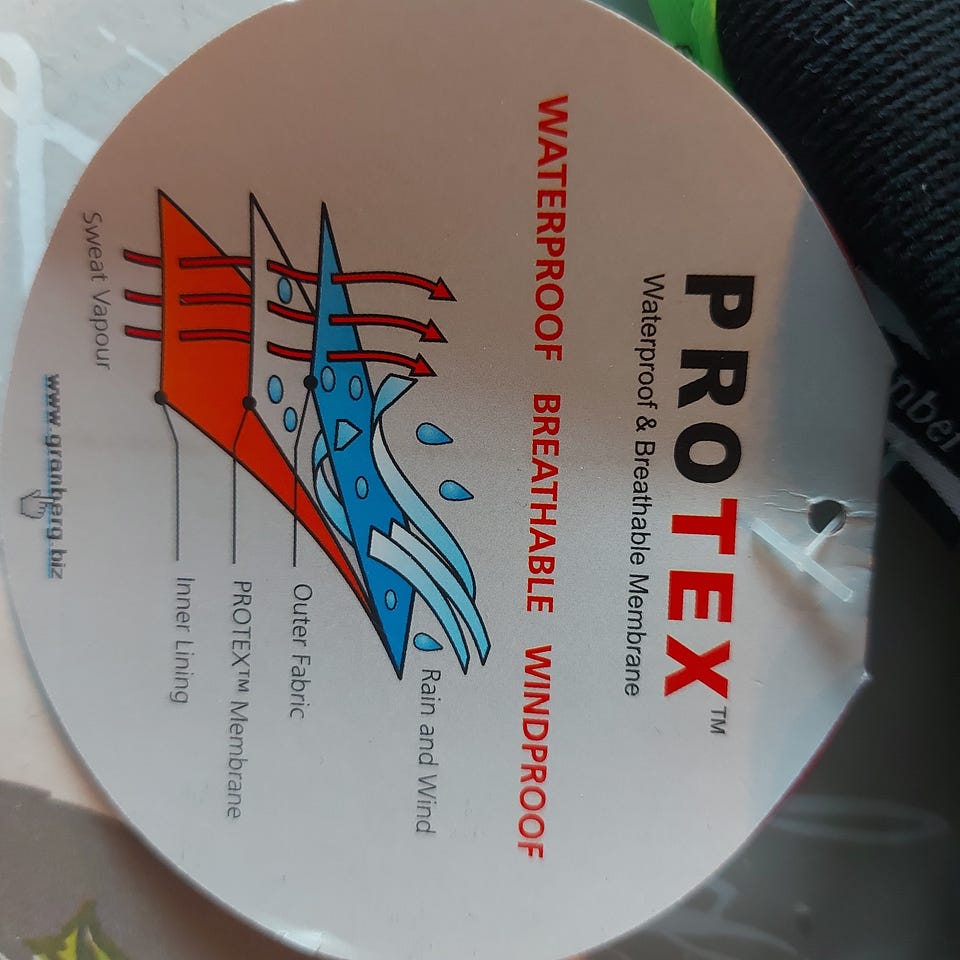 PROTEX™
Waterproof & Breathable Membrane
WATERPROOF BREATHABLE WINDPROOF
Rain and Wind
Outer Fabric
PROTEX™ Membrane
Inner Lining
Sweat Vapour
www.granberg.biz